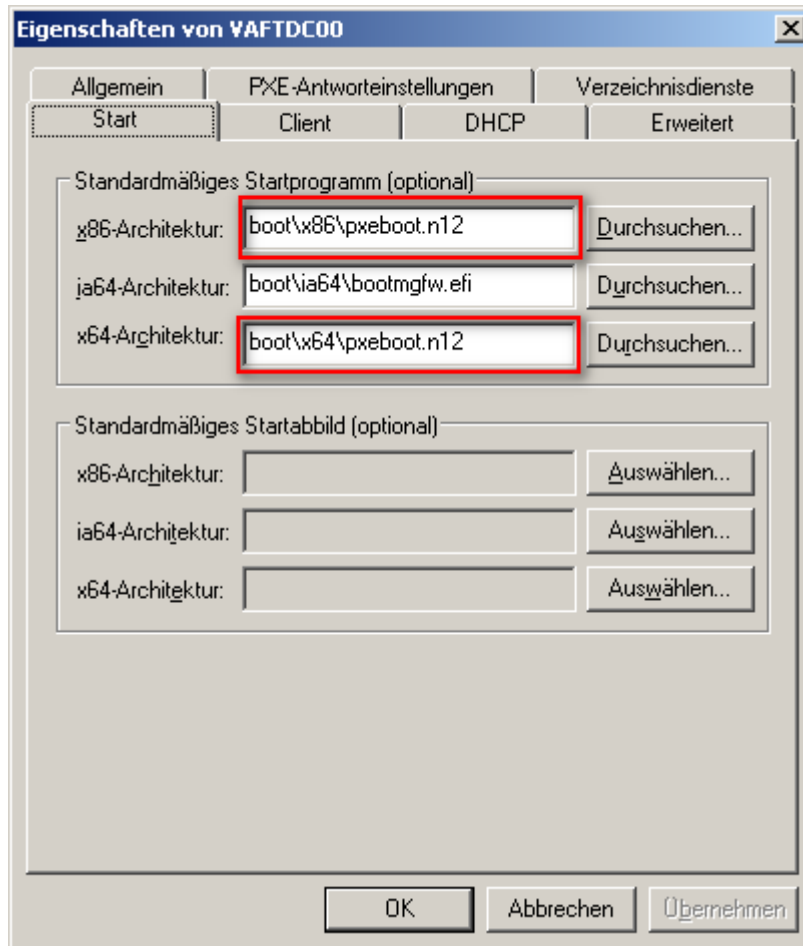 Eigenschaften von VAFTDC00
Allgemein PXE-Antworteinstellungen Verzeichnisdienste
Start Client DHCP Erweitert
Standardmäßiges Startprogramm (optional)
x86-Architektur: boot\x86\pxeboot.n12 Durchsuchen...
ia64-Architektur: boot\ia64\bootmgfw.efi Durchsuchen...
x64-Architektur: boot\x64\pxeboot.n12 Durchsuchen...
Standardmäßiges Startabbild (optional)
x86-Architektur: Auswählen...
ia64-Architektur: Auswählen...
x64-Architektur: Auswählen...
OK Abbrechen Übernehmen